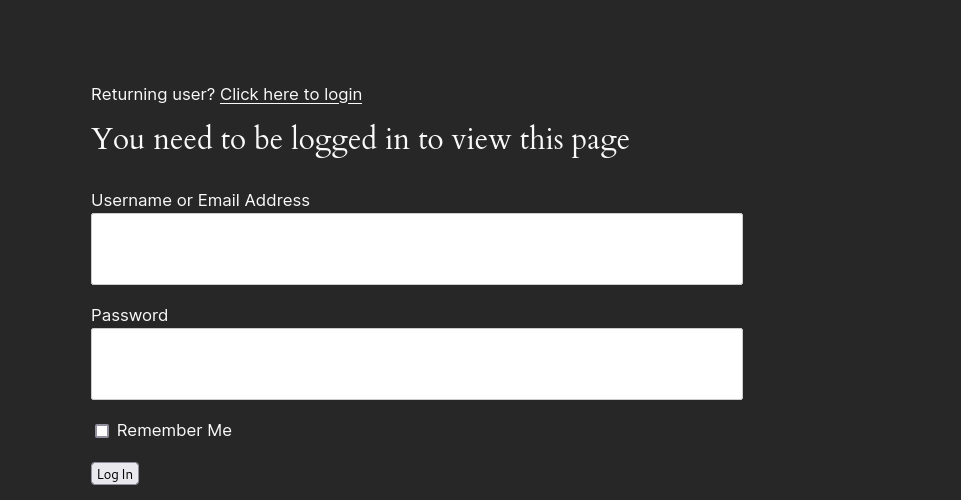 Returning user? Click here to login
You need to be logged in to view this page
Username or Email Address
Password
Remember Me
Log In